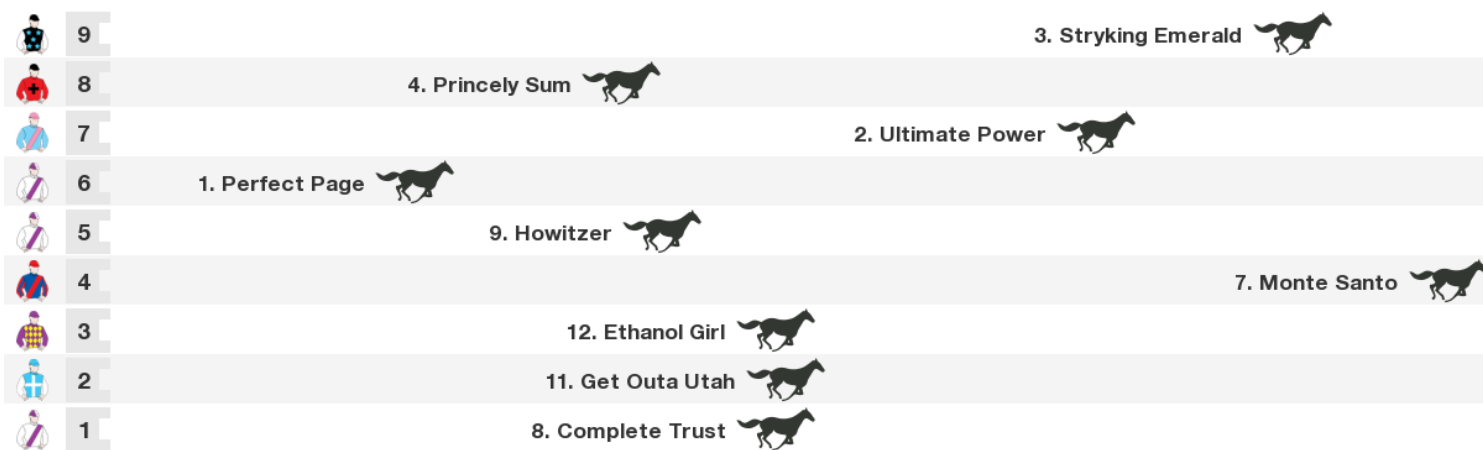 9 3. Stryking Emerald
8 4. Princely Sum
7 2. Ultimate Power
6 1. Perfect Page
5 9. Howitzer
4 7. Monte Santo
3 12. Ethanol Girl
2 11. Get Outa Utah
1 8. Complete Trust